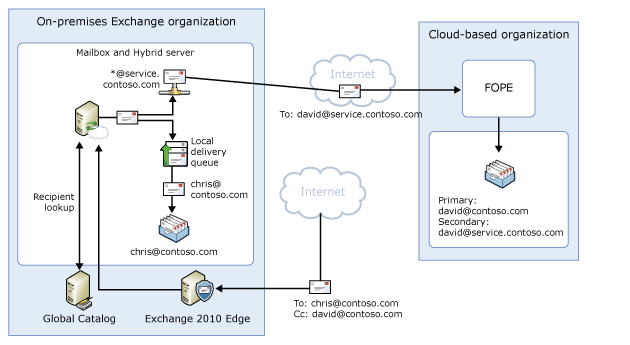 On-premises Exchange organization
Mailbox and Hybrid server
*@service.
contoso.com
Local
delivery
queue
chris@
contoso.com
chris@contoso.com
Recipient
lookup
Global Catalog
Exchange 2010 Edge
Internet
To: david@service.contoso.com
Internet
To: chris@contoso.com
Cc: david@contoso.com
Cloud-based organization
FOPE
Primary:
david@contoso.com
Secondary:
david@service.contoso.com